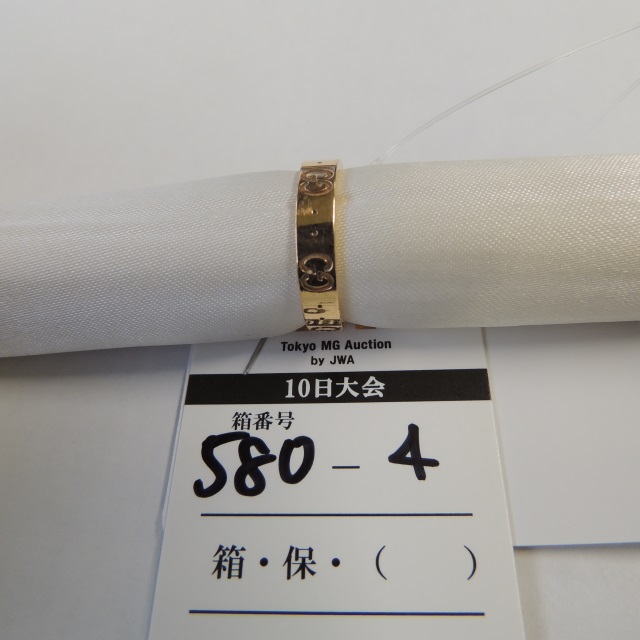 Tokyo MG Auction
by JWA
10日大会
箱番号
580-4
箱・保・(　　)